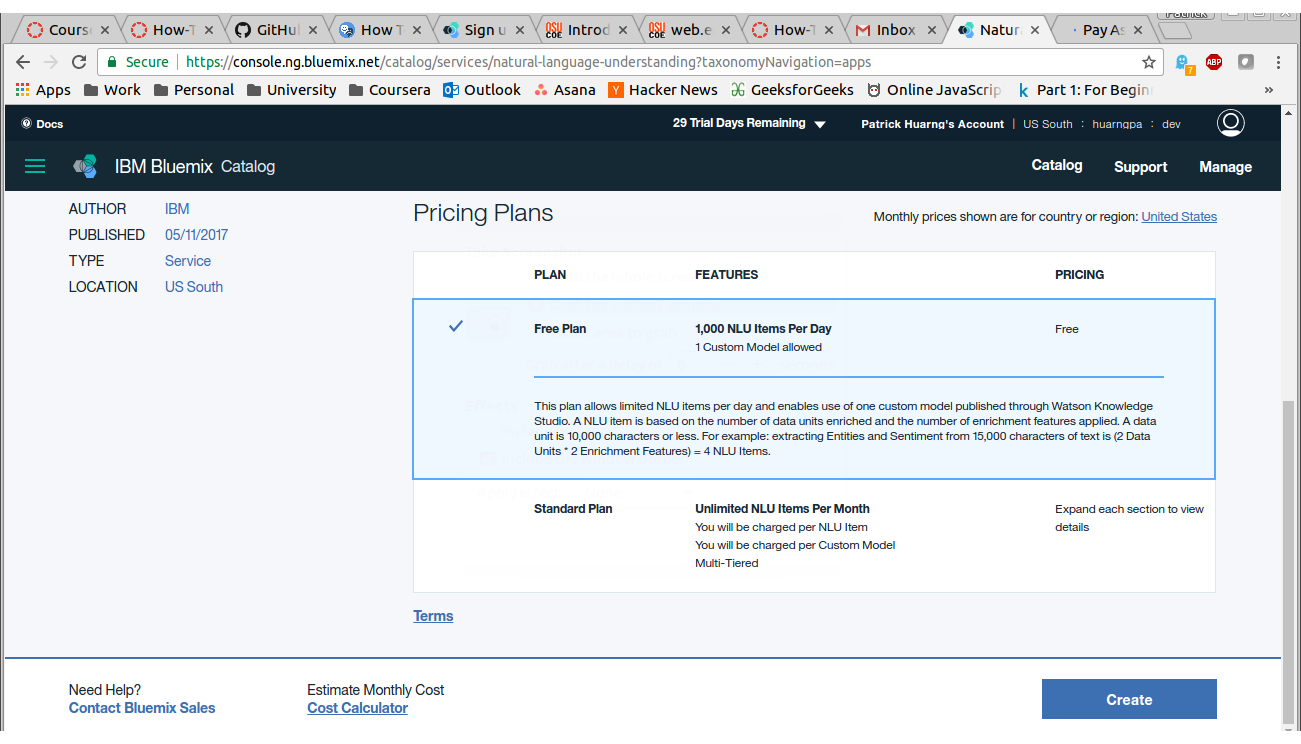 Patrick
Cours
How-T
GitHu
How T
Sign u
OSU COE Introd
OSU COE web.e
How-T
Inbox
Natur
Pay As
Secure | https://console.ng.bluemix.net/catalog/services/natural-language-understanding?taxonomyNavigation=apps
7
ABP
Apps Work Personal University Coursera Outlook Asana Y Hacker News GeeksforGeeks Online JavaScrip k Part 1: For Begin »
Docs
29 Trial Days Remaining
Patrick Huarng's Account | US South : huarngpa : dev
IBM Bluemix Catalog
Catalog Support Manage
AUTHOR IBM
PUBLISHED 05/11/2017
TYPE Service
LOCATION US South
Pricing Plans
Monthly prices shown are for country or region: United States
PLAN FEATURES PRICING
Free Plan 1,000 NLU Items Per Day Free
1 Custom Model allowed
This plan allows limited NLU items per day and enables use of one custom model published through Watson Knowledge
Studio. A NLU item is based on the number of data units enriched and the number of enrichment features applied. A data
unit is 10,000 characters or less. For example: extracting Entities and Sentiment from 15,000 characters of text is (2 Data
Units * 2 Enrichment Features) = 4 NLU Items.
Standard Plan Unlimited NLU Items Per Month Expand each section to view
You will be charged per NLU Item details
You will be charged per Custom Model
Multi-Tiered
Terms
Need Help?
Contact Bluemix Sales
Estimate Monthly Cost
Cost Calculator
Create